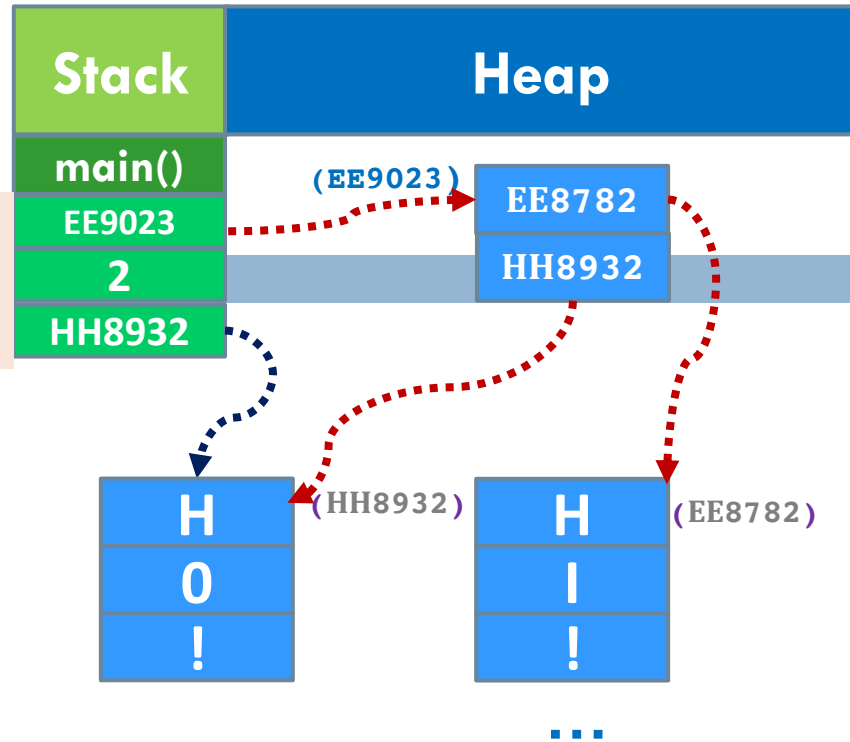 Stack Heap
main()
(EE9023)
EE8782
EE9023
2
HH8932
HH8932
(HH8932)
(EE8782)
H H
0 I
! !
...